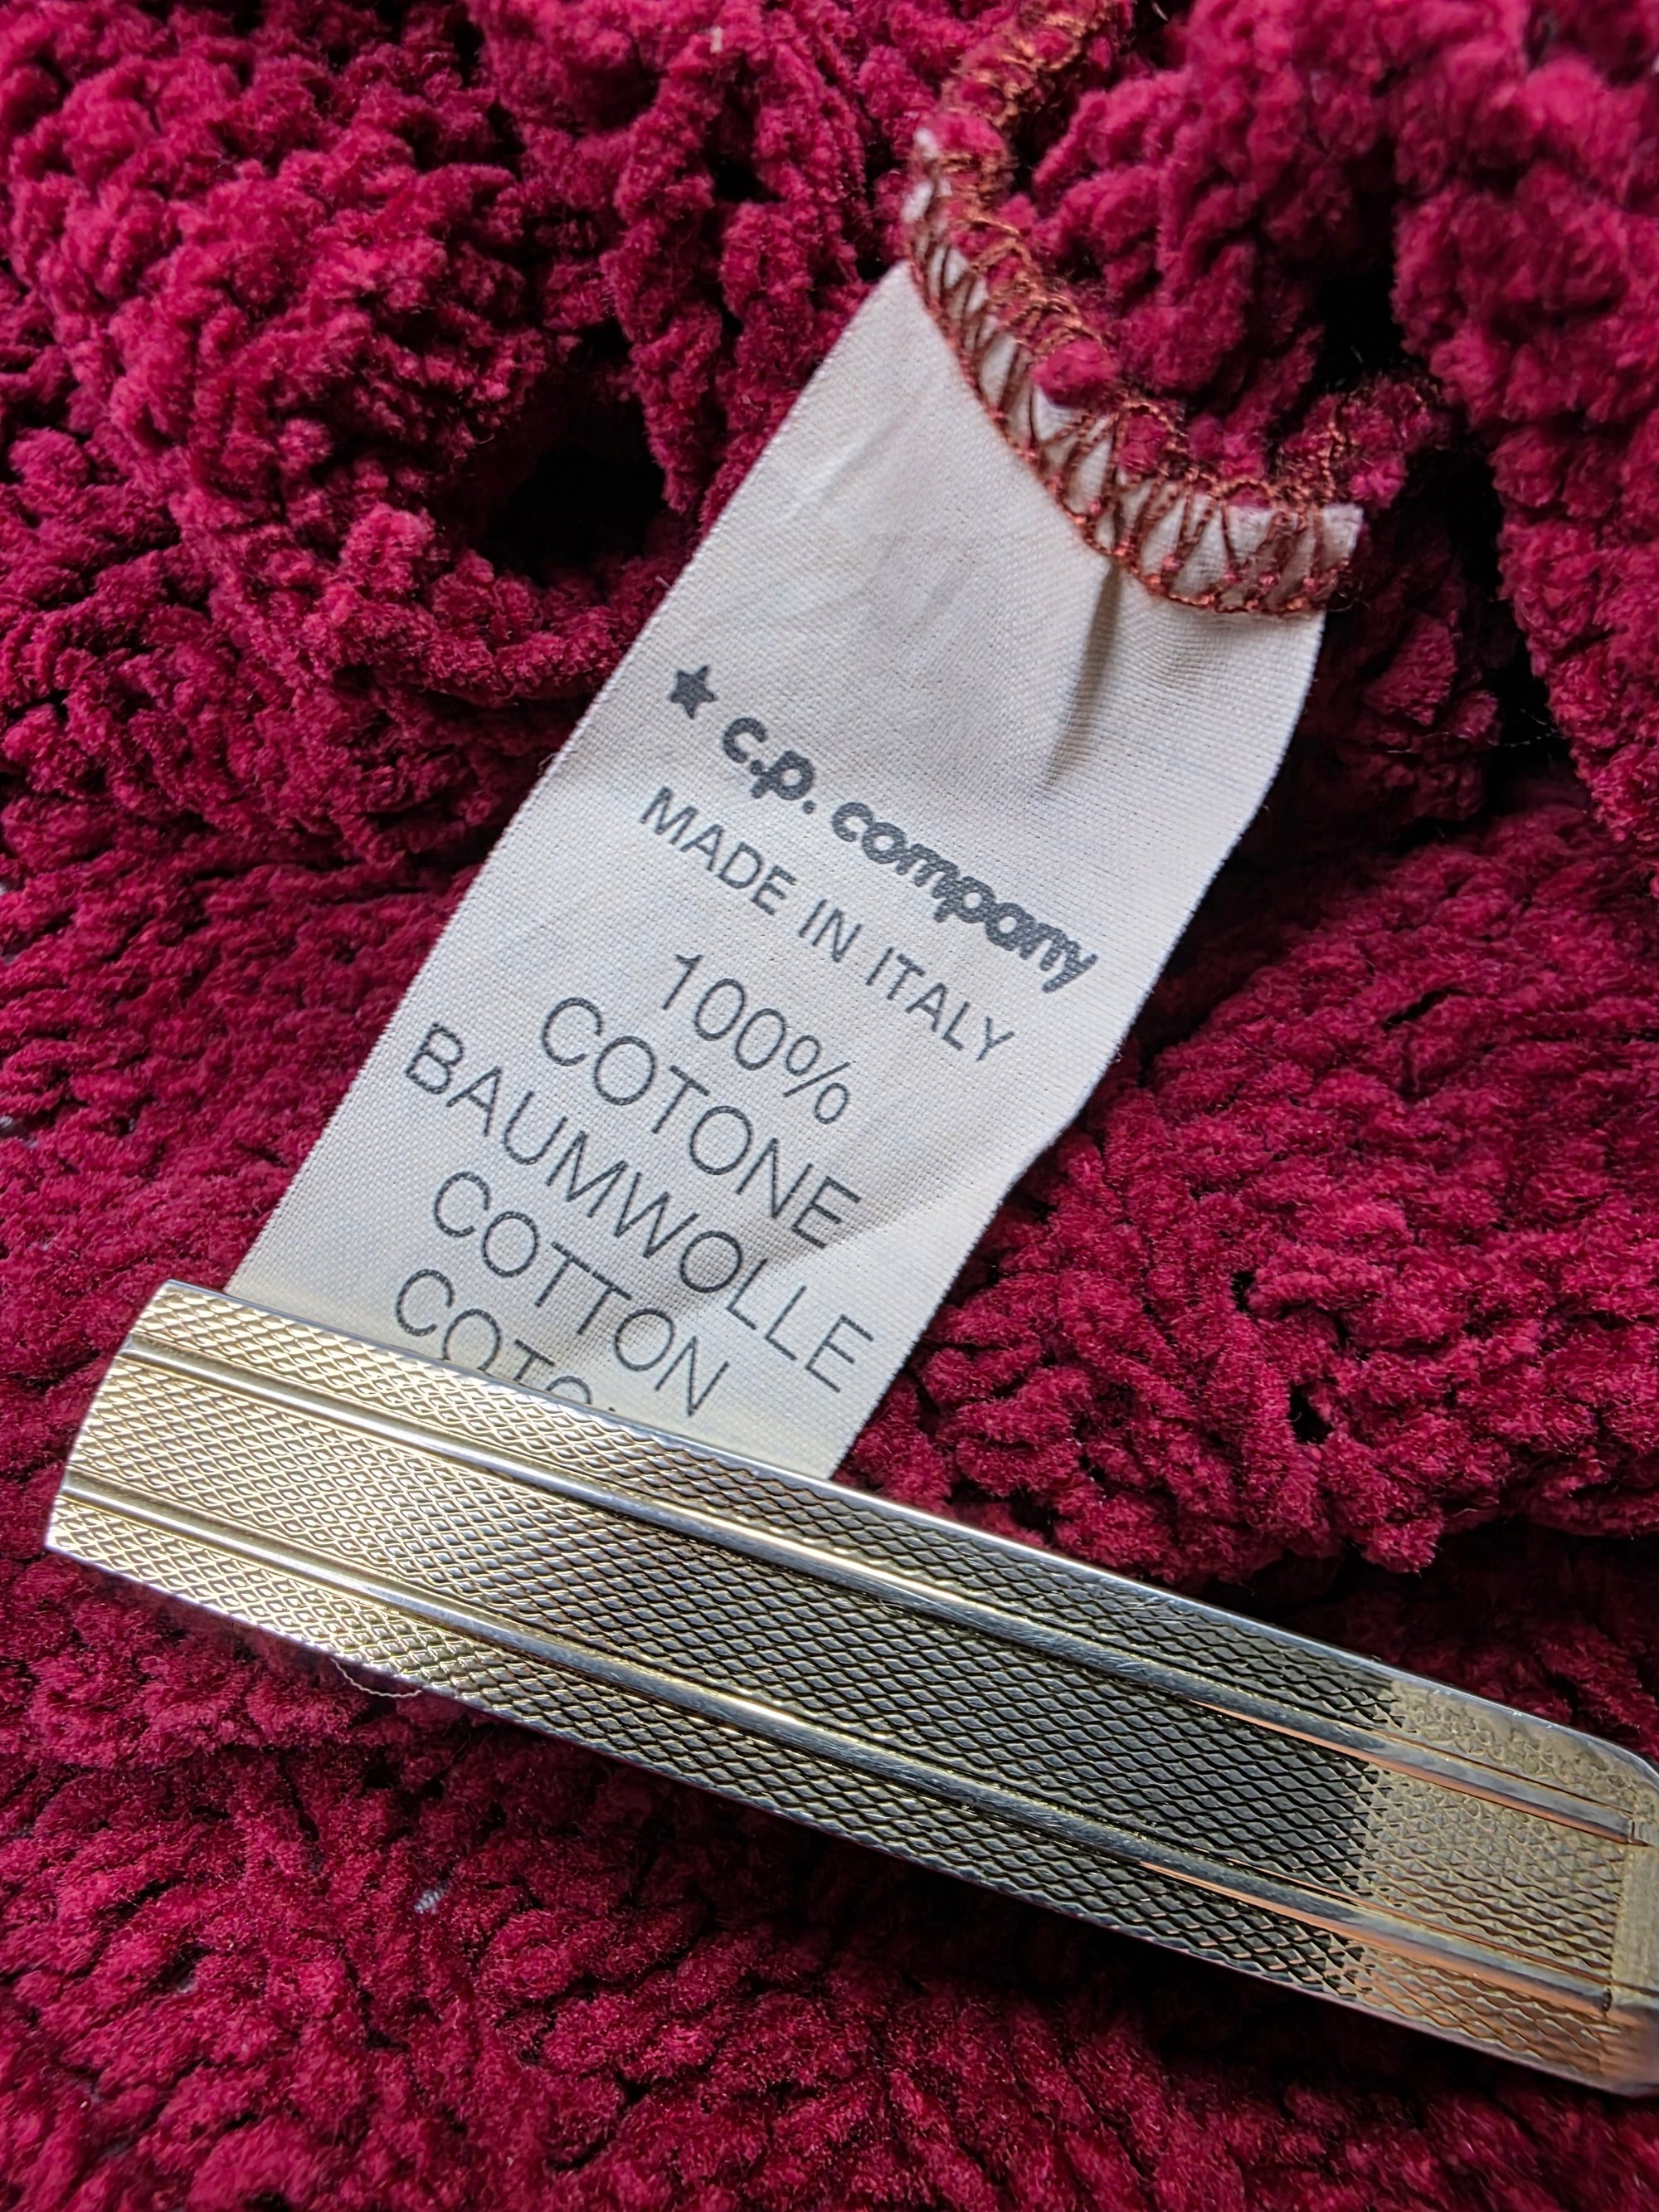 ★ c.p. company
MADE IN ITALY
100%
COTONE
BAUMWOLLE
COTTON